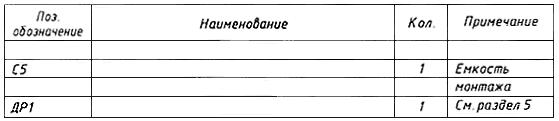 Поз. обозначение Наименование Кол. Примечание
С5 1 Емкость
монтажа
ДР1 1 См. раздел 5